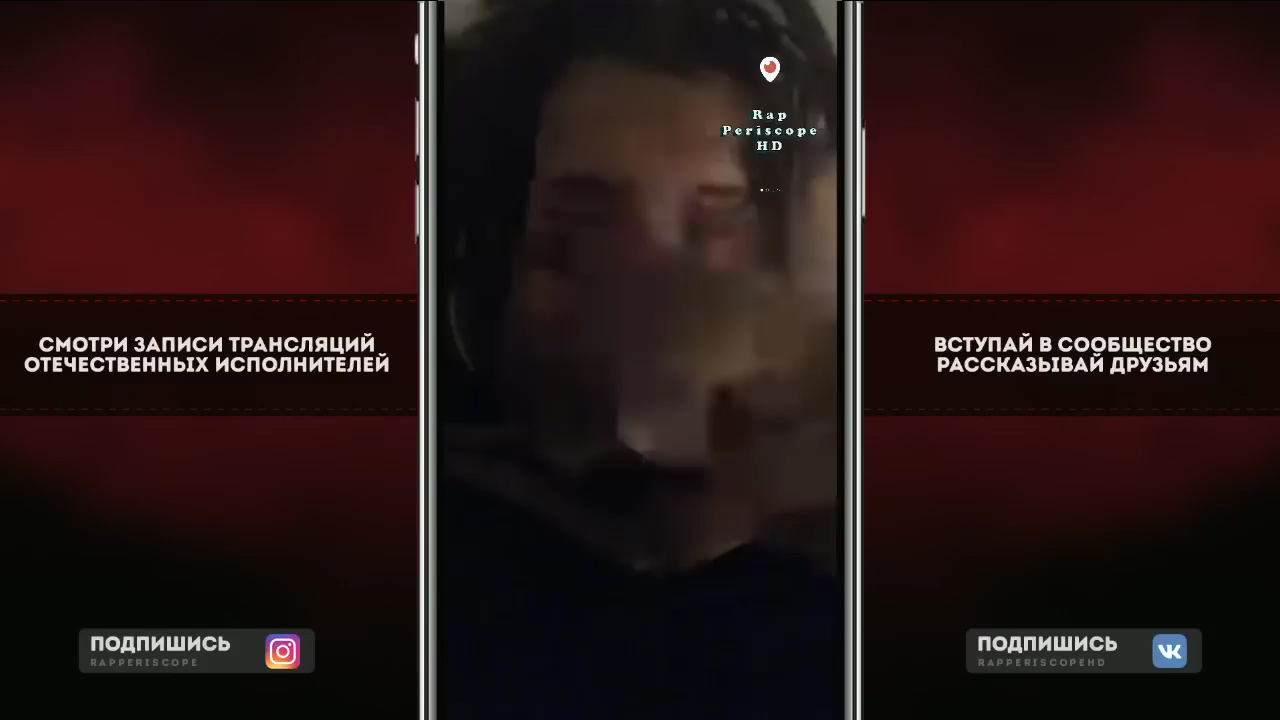 Rap
Periscope
HD
СМОТРИ ЗАПИСИ ТРАНСЛЯЦИЙ
ОТЕЧЕСТВЕННЫХ ИСПОЛНИТЕЛЕЙ
ВСТУПАЙ В СООБЩЕСТВО
РАССКАЗЫВАЙ ДРУЗЬЯМ
ПОДПИШИСЬ
RAPPERISCOPE
ПОДПИШИСЬ
RAPPERISCOPEHD